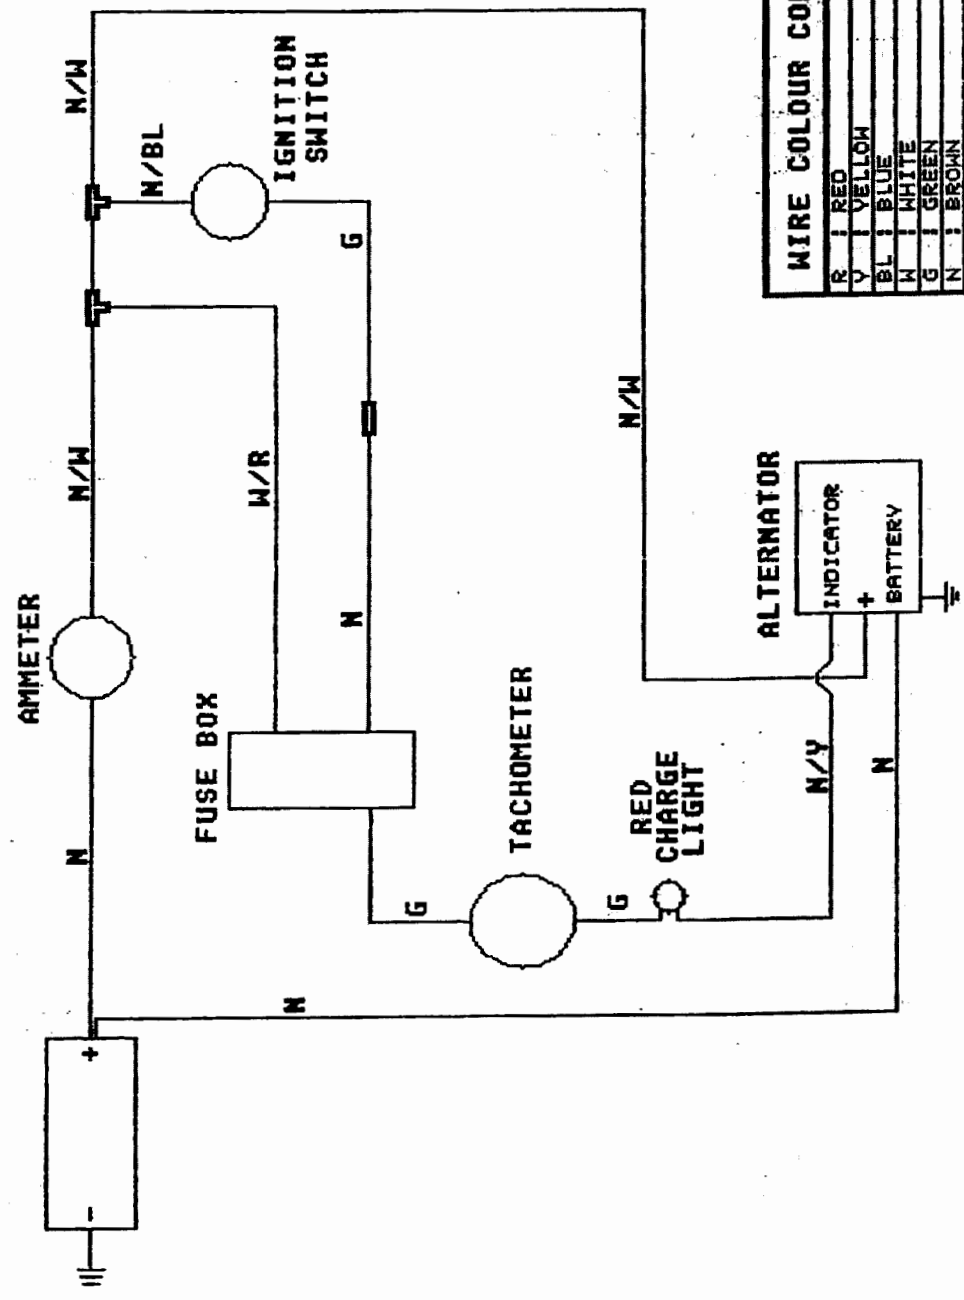 N/W
N/BL
IGNITION
SWITCH
G
N/W
W/R
N/W
AMMETER
N
FUSE BOX
TACHOMETER
RED
CHARGE
LIGHT
ALTERNATOR
INDICATOR
+
BATTERY
N/Y
N
N
G
G
N
+
-
WIRE COLOUR
R : RED
Y : YELLOW
BL : BLUE
W : WHITE
G : GREEN
N : BROWN